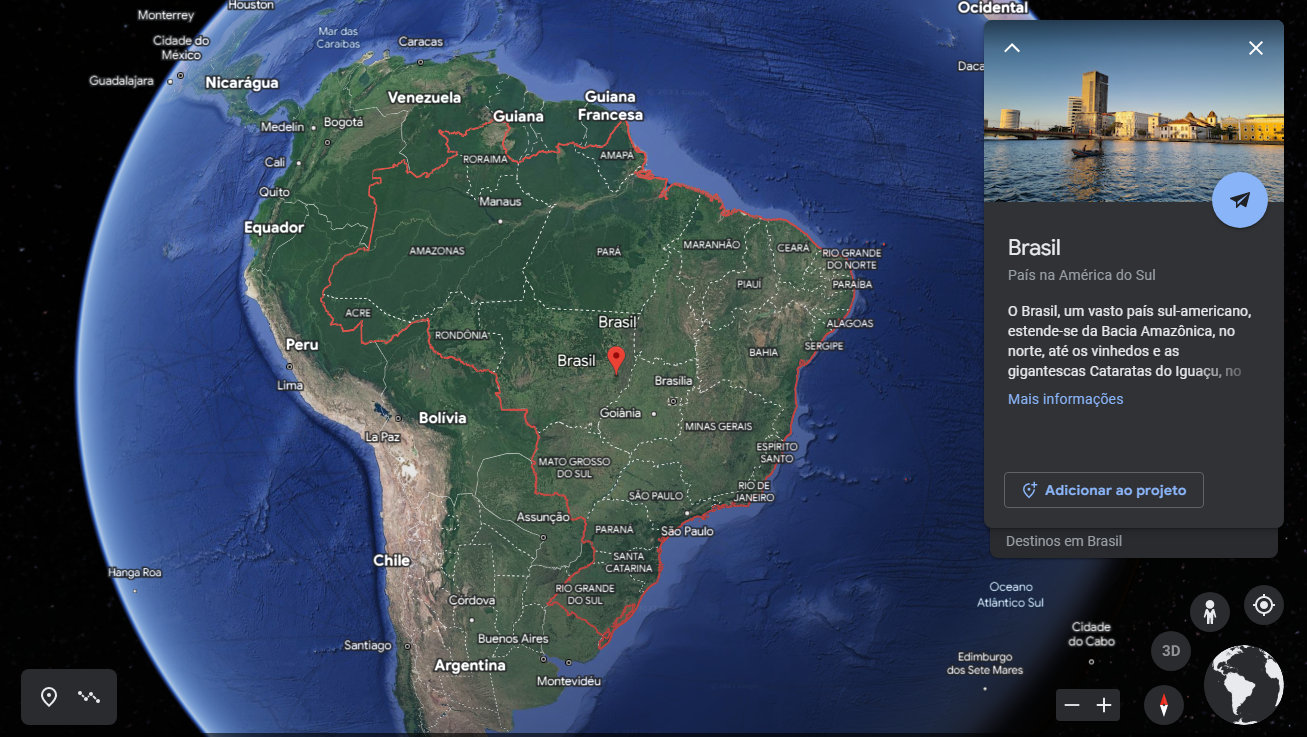 Houston
Ocidental
Monterrey
Mar das
Caraíbas
Cidade do
México
Caracas
Guadalajara
Nicarágua
Daca
Venezuela
Guiana
Guiana
Francesa
Medelin
Bogotá
RORAIMA
AMAPÁ
Cali
Quito
Manaus
Equador
AMAZONAS
PARÁ
MARANHÃO
CEARÁ
RIO GRANDE
DO NORTE
PIAUÍ
PARAÍBA
ACRE
RONDÔNIA
Brasil
ALAGOAS
Peru
SERGIPE
Brasil
BAHIA
Lima
Brasília
Bolívia
Goiânia
La Paz
MINAS GERAIS
ESPÍRITO
SANTO
MATO GROSSO
DO SUL
SÃO PAULO
RIO DE
JANEIRO
Assunção
PARANÁ
São Paulo
Chile
SANTA
CATARINA
Hanga Roa
RIO GRANDE
DO SUL
Córdova
Santiago
Buenos Aires
Argentina
Montevidéu
Brasil
País na América do Sul
O Brasil, um vasto país sul-americano,
estende-se da Bacia Amazônica, no
norte, até os vinhedos e as
gigantescas Cataratas do Iguaçu, no
Mais informações
Adicionar ao projeto
Destinos em Brasil
Oceano
Atlântico Sul
Cidade
do Cabo
Edimburgo
dos Sete Mares
3D